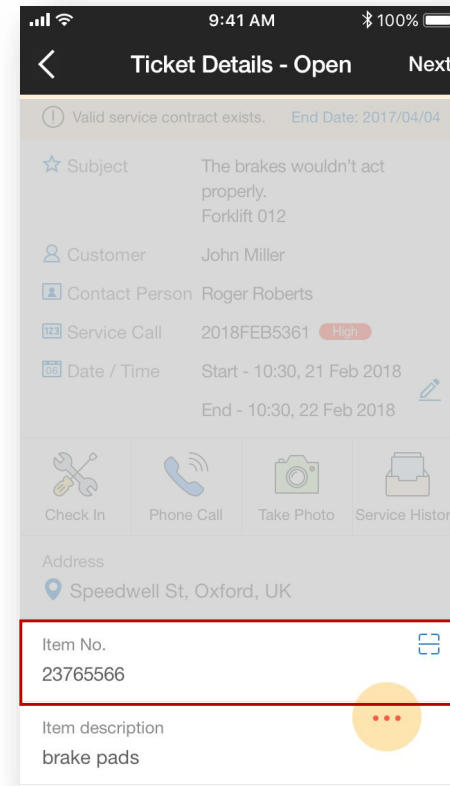 9:41 AM 100%
Ticket Details - Open Next
Valid service contract exists. End Date: 2017/04/04
Subject The brakes wouldn't act
properly.
Forklift 012
Customer John Miller
Contact Person Roger Roberts
123 Service Call 2018FEB5361 High
06 Date / Time Start - 10:30, 21 Feb 2018
End - 10:30, 22 Feb 2018
Check In Phone Call Take Photo Service Histor
Address
Speedwell St, Oxford, UK
Item No.
23765566
Item description
brake pads